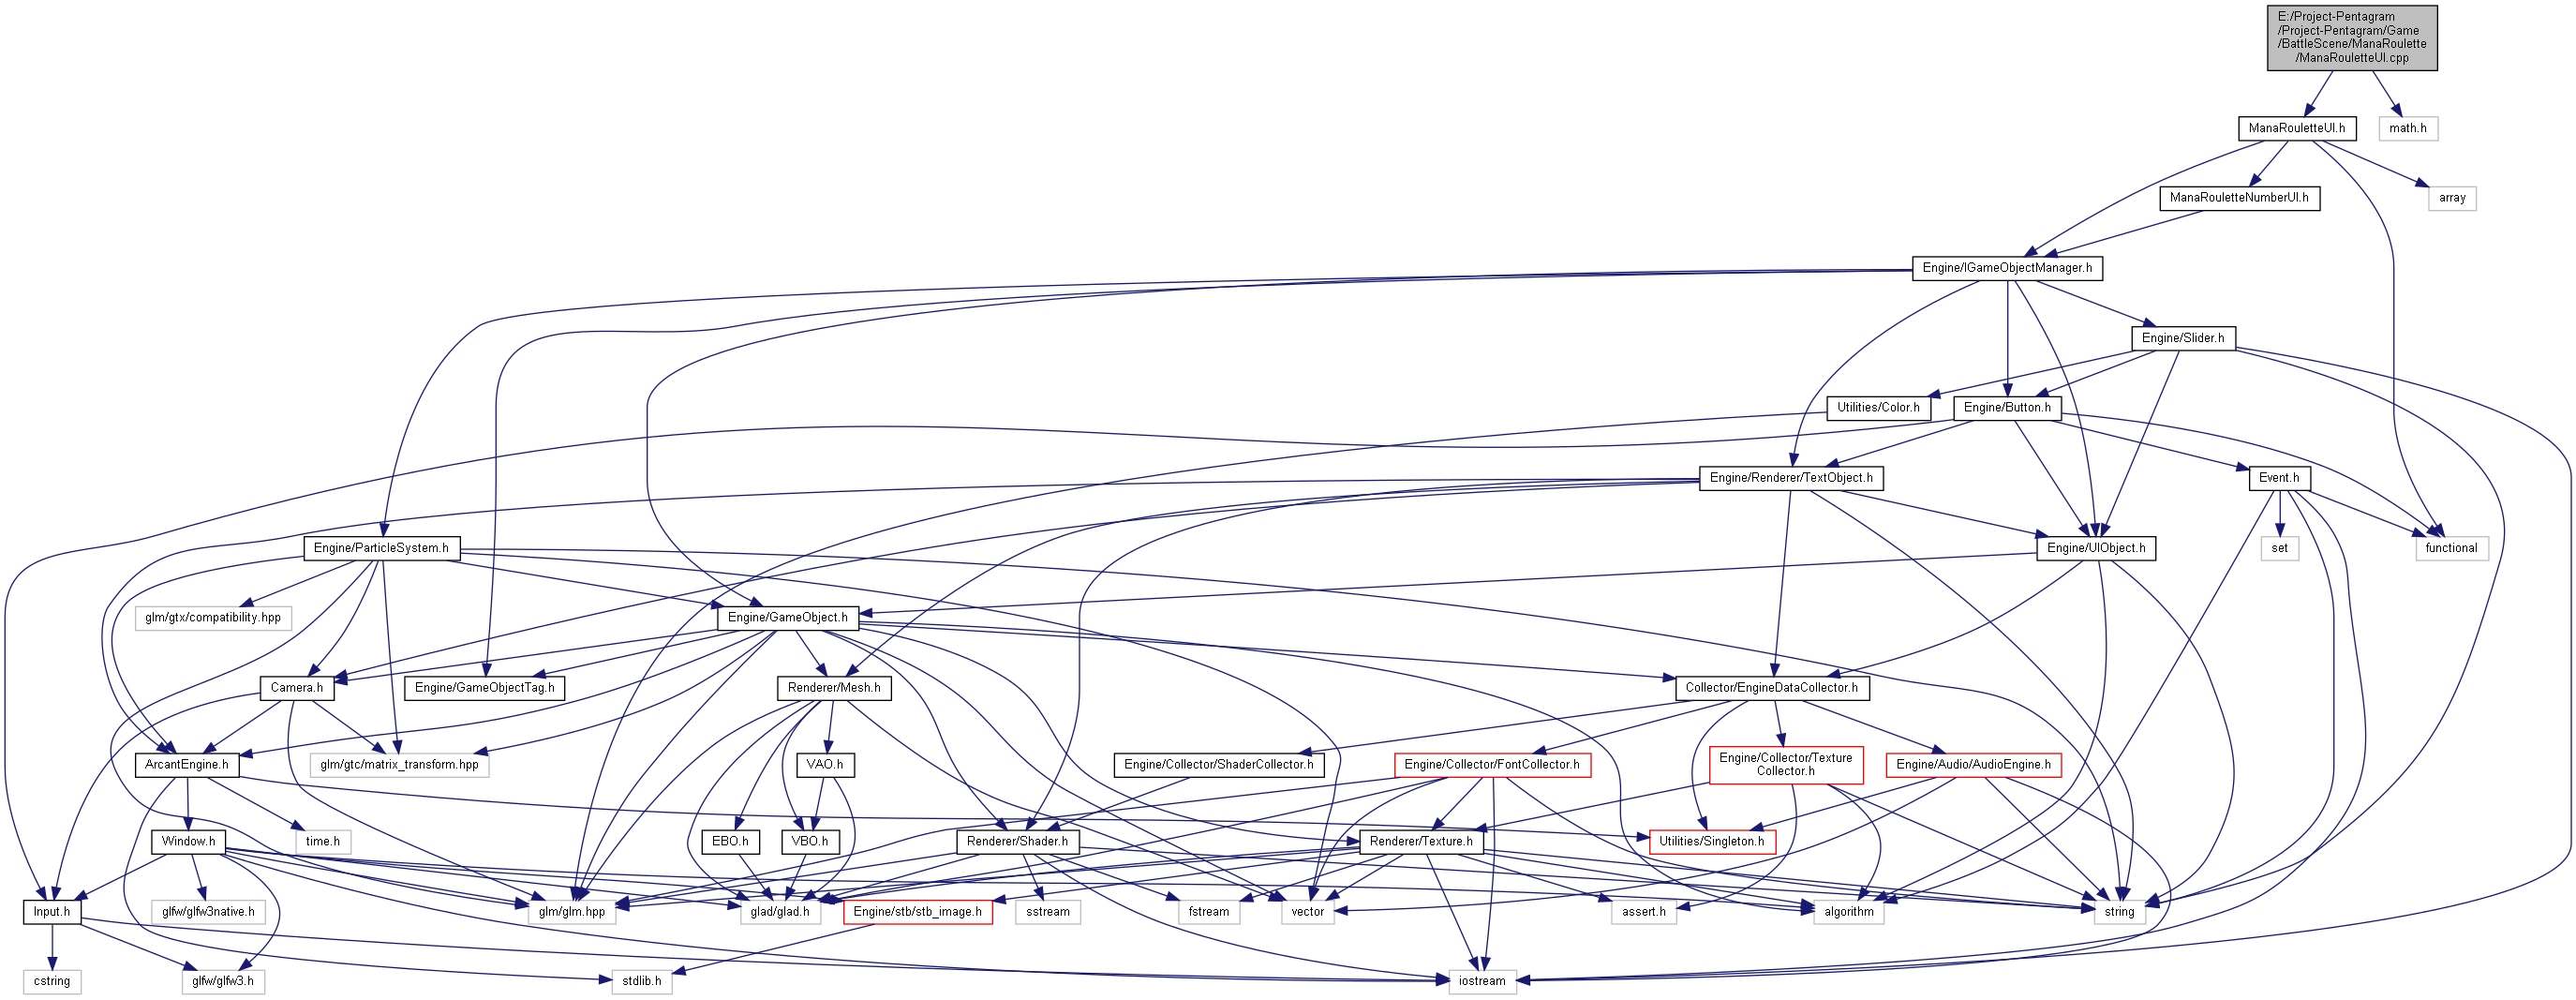 E:/Project-Pentagram
/Project-Pentagram/Game
/BattleScene/ManaRoulette
/ManaRouletteUI.cpp
ManaRouletteUI.h
math.h
ManaRouletteNumberUI.h
array
Engine/IGameObjectManager.h
Engine/Slider.h
Utilities/Color.h
Engine/Button.h
Engine/Renderer/TextObject.h
Event.h
Engine/ParticleSystem.h
Engine/UIObject.h
set
functional
glm/gtx/compatibility.hpp
Engine/GameObject.h
Camera.h
Engine/GameObjectTag.h
Renderer/Mesh.h
Collector/EngineDataCollector.h
ArcantEngine.h
glm/gtc/matrix_transform.hpp
VAO.h
Engine/Collector/ShaderCollector.h
Engine/Collector/FontCollector.h
Engine/Collector/Texture
Collector.h
Engine/Audio/AudioEngine.h
Window.h
time.h
EBO.h
VBO.h
Renderer/Shader.h
Renderer/Texture.h
Utilities/Singleton.h
Input.h
glfw/glfw3native.h
glm/glm.hpp
glad/glad.h
Engine/stb/stb_image.h
sstream
fstream
vector
assert.h
algorithm
string
cstring
glfw/glfw3.h
stdlib.h
iostream